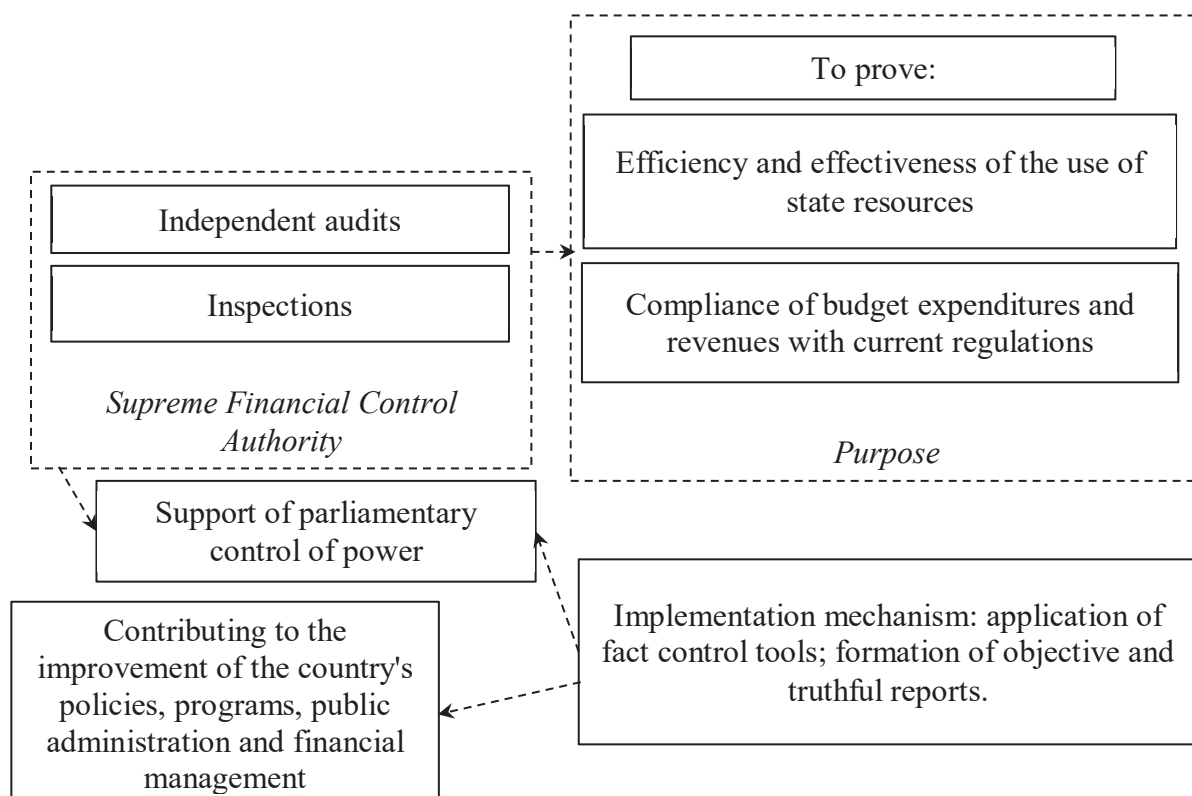 Independent audits
Inspections
Supreme Financial Control
Authority
To prove:
Efficiency and effectiveness of the use of
state resources
Compliance of budget expenditures and
revenues with current regulations
Purpose
Support of parliamentary
control of power
Contributing to the
improvement of the country's
policies, programs, public
administration and financial
management
Implementation mechanism: application of
fact control tools; formation of objective and
truthful reports.